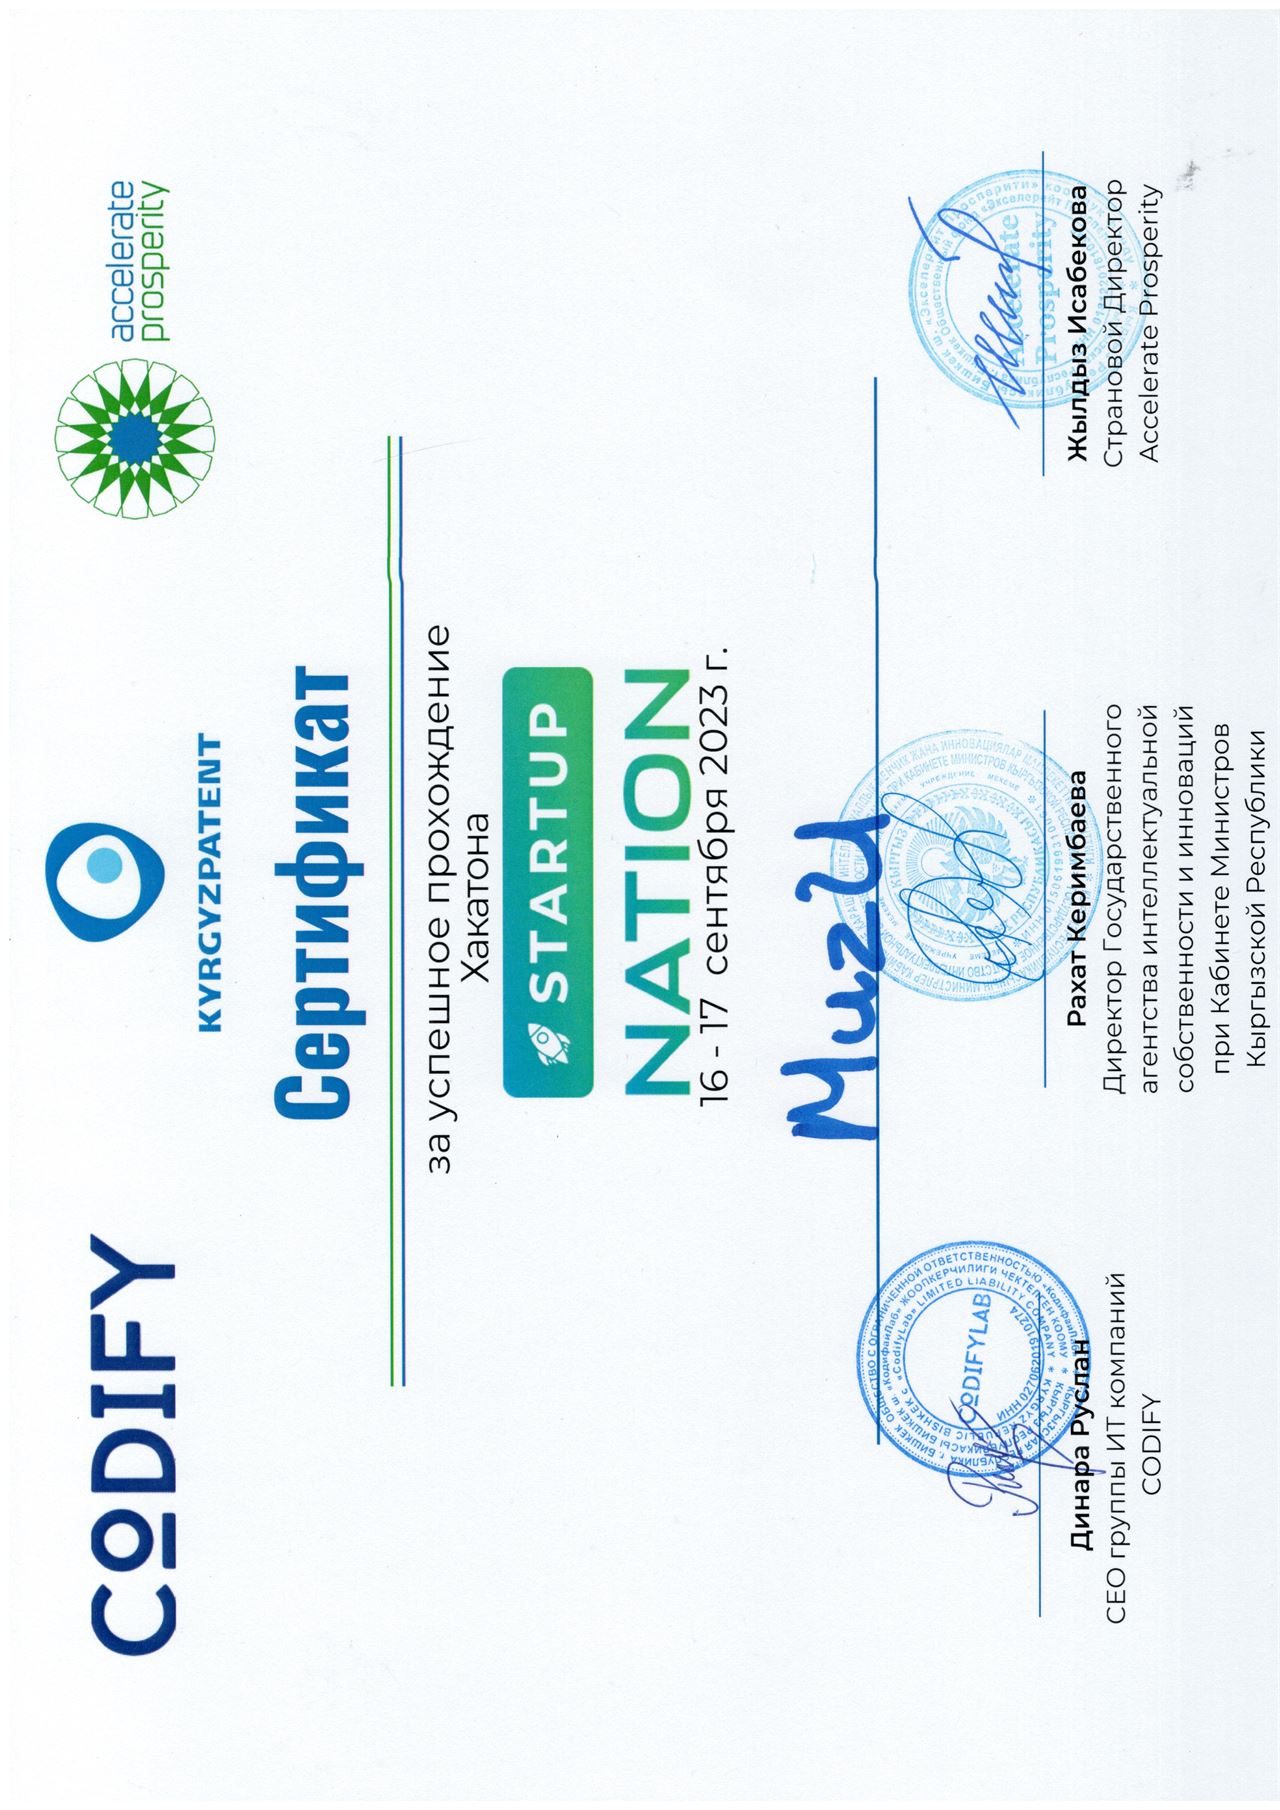 CODIFY
KYRGYZPATENT
accelerate
prosperity
Сертификат
за успешное прохождение
Хакатона
STARTUP
NATION
16 - 17 сентября 2023 г.
МигИ
CODIFYLAB
Accelerate
Prosperity
Динара Руслан
CEO группы ИТ компаний
CODIFY
Рахат Керимбаева
Директор Государственного
агентства интеллектуальной
собственности и инноваций
при Кабинете Министров
Кыргызской Республики
Жылдыз Исабекова
Страновой Директор
Accelerate Prosperity